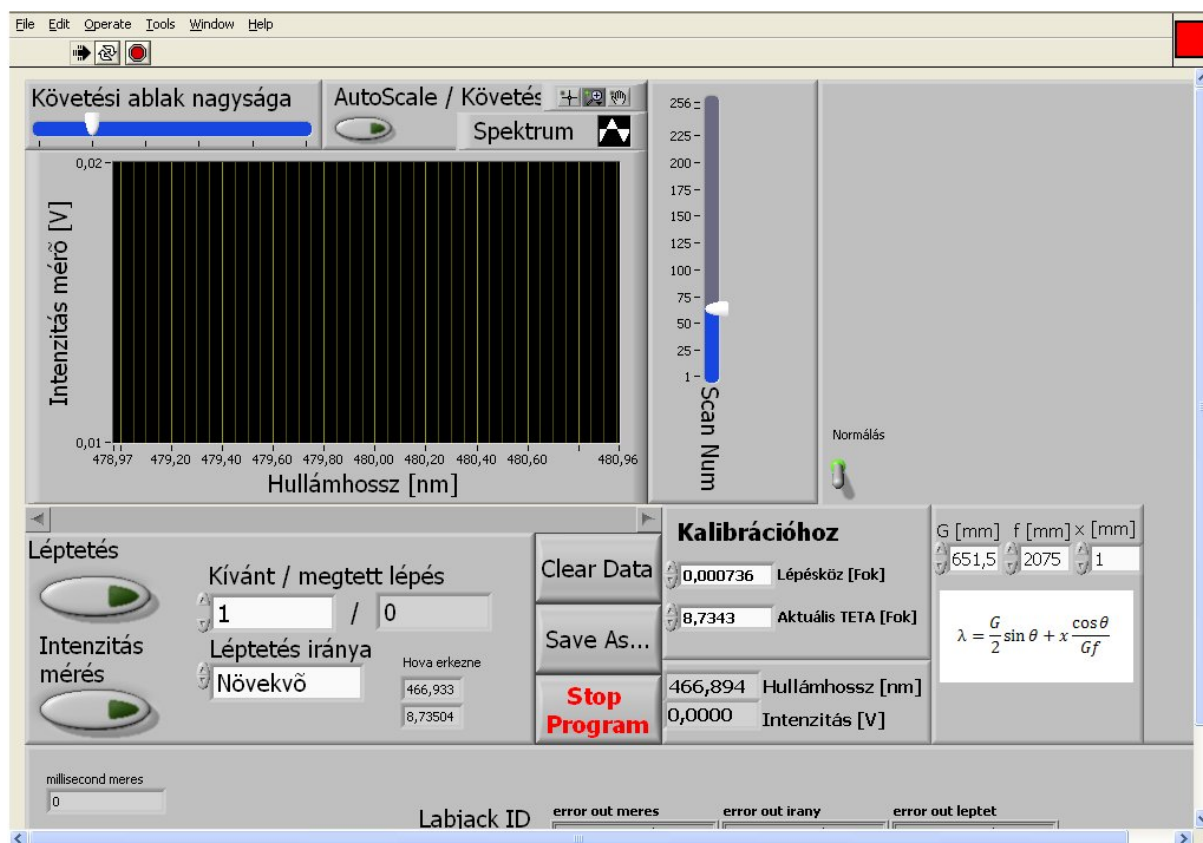 File Edit Operate Tools Window Help
Követési ablak nagysága
AutoScale / Követés
Spektrum
0,02
Intenzitás mérõ [V]
0,01
478,97 479,20 479,40 479,60 479,80 480,00 480,20 480,40 480,60 480,96
Hullámhossz [nm]
256
225
200
175
150
125
100
75
50
25
1
Scan Num
Normálás
Léptetés
Kívánt / megtett lépés
1 / 0
Intenzitás
mérés
Léptetés iránya
Növekvõ
Hova erkezne
466,933
8,73504
Clear Data
Save As...
Stop
Program
Kalibrációhoz
0,000736 Lépésköz [Fok]
8,7343 Aktuális TETA [Fok]
466,894 Hullámhossz [nm]
0,0000 Intenzitás [V]
G [mm] f [mm] x [mm]
651,5 2075 1
λ = G/2 sin θ + x cos θ/Gf
millisecond meres
0
Labjack ID
error out meres error out irany error out leptet